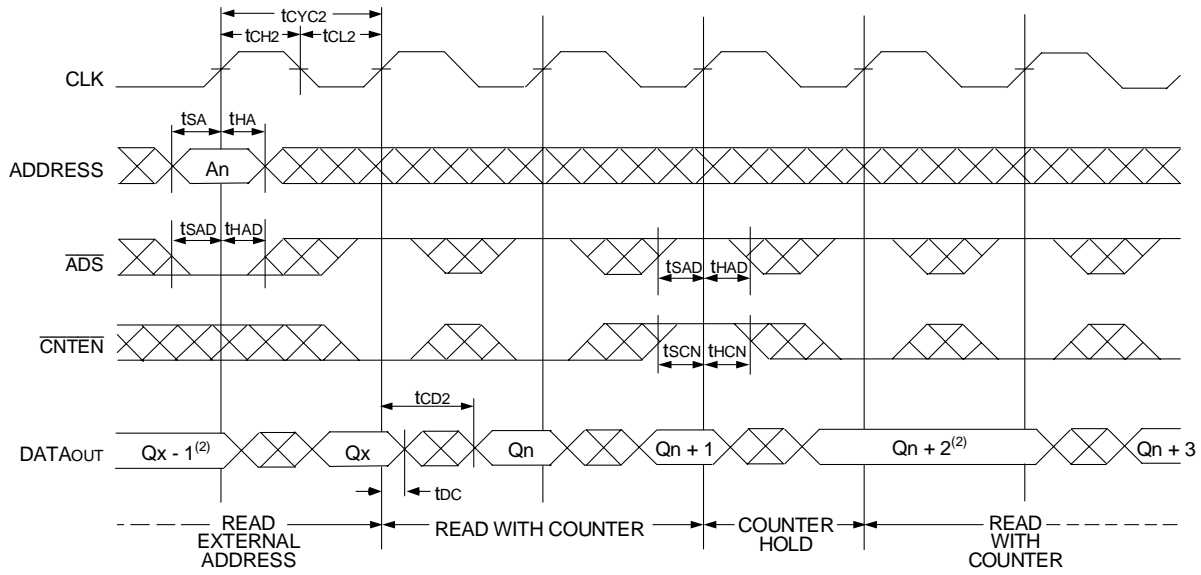 tCYC2
tCH2 tCL2
CLK
tSA tHA
ADDRESS An
tSAD tHAD
ADS tSAD tHAD
CNTEN
tSCN tHCN
tCD2
DATAOUT Qx - 1(2) Qx Qn Qn + 1 Qn + 2(2) Qn + 3
tDC
READ EXTERNAL ADDRESS
READ WITH COUNTER
COUNTER HOLD
READ WITH COUNTER